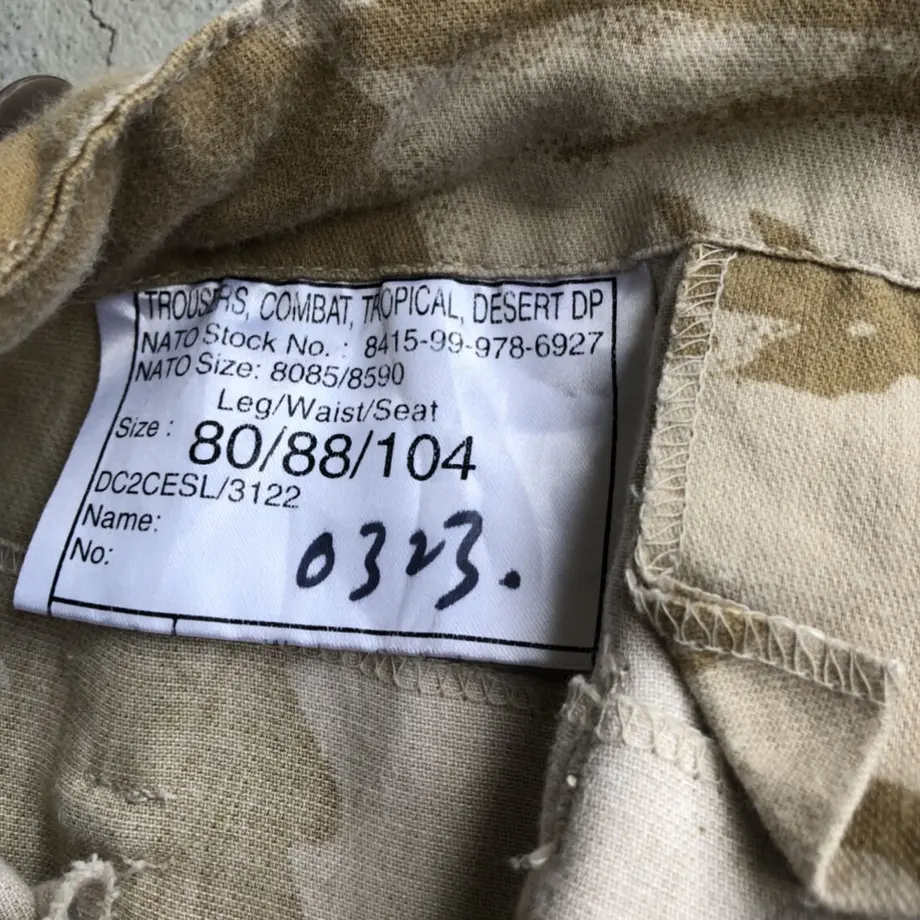 TROUSERS, COMBAT, TROPICAL, DESERT DP
NATO Stock No. : 8415-99-978-6927
NATO Size: 8085/8590
Leg/Waist/Seat
Size : 80/88/104
DC2CESL/3122
Name:
No:
0323.